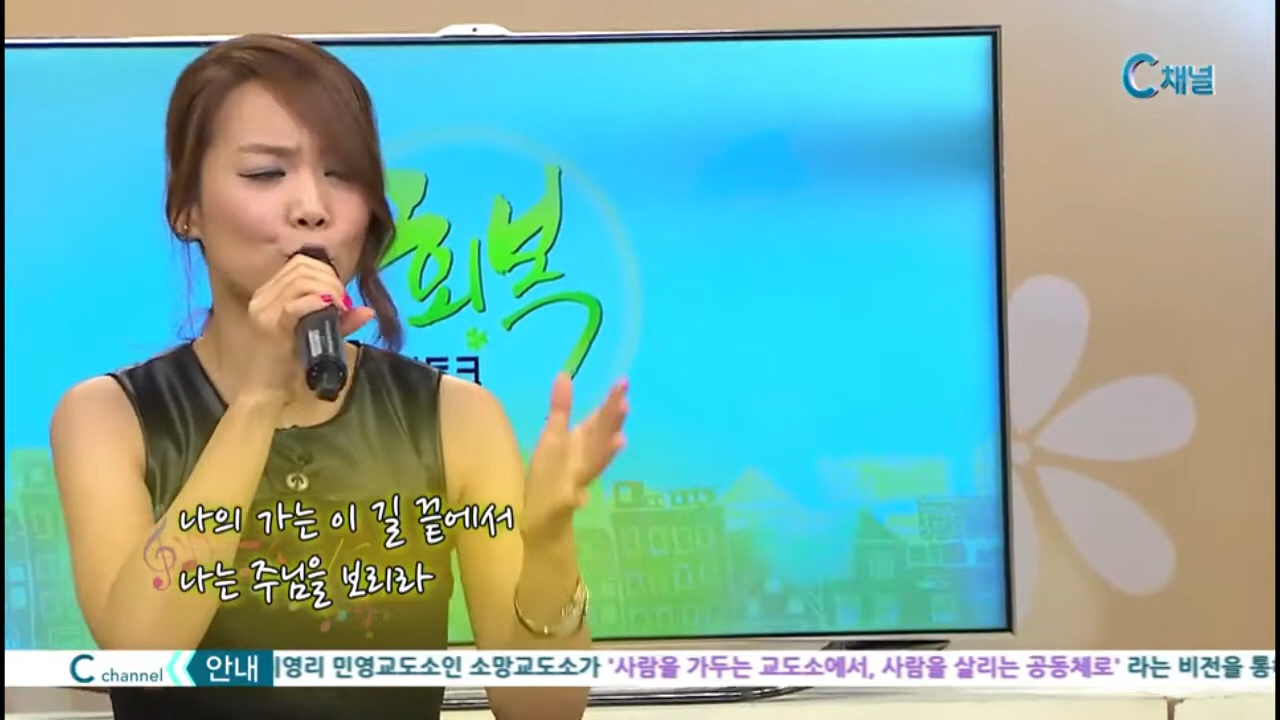 C채널
회복
나의 가는 이 길 끝에서
나는 주님을 보리라
C channel 안내 비영리 민영교도소인 소망교도소가 '사람을 가두는 교도소에서, 사람을 살리는 공동체로' 라는 비전을 통